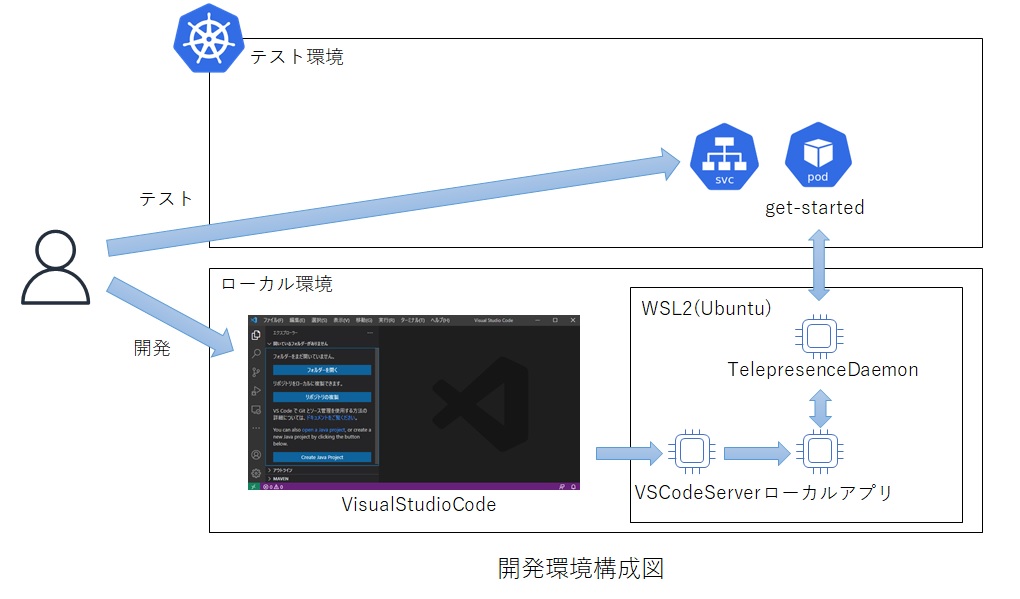 テスト環境
svc
pod
get-started
テスト
ローカル環境
WSL2(Ubuntu)
ファイル(F) 編集(E) 選択(S) 表示(V) 移動(G) 実行(R) ターミナル(T) ヘルプ(H) Visual Studio Code
エクスプローラー
開いているフォルダーがありません
フォルダーをまだ開いていません。
フォルダーを開く
リポジトリをローカルに複製できます。
リポジトリの複製
VS Code で Git とソース管理を使用する方法の
詳細については、ドキュメントをご覧ください。
You can also open a Java project, or create a
new Java project by clicking the button
below.
Create Java Project
アウトライン
MAVEN
0 0
開発
TelepresenceDaemon
VSCodeServer ローカルアプリ
VisualStudioCode
開発環境構成図